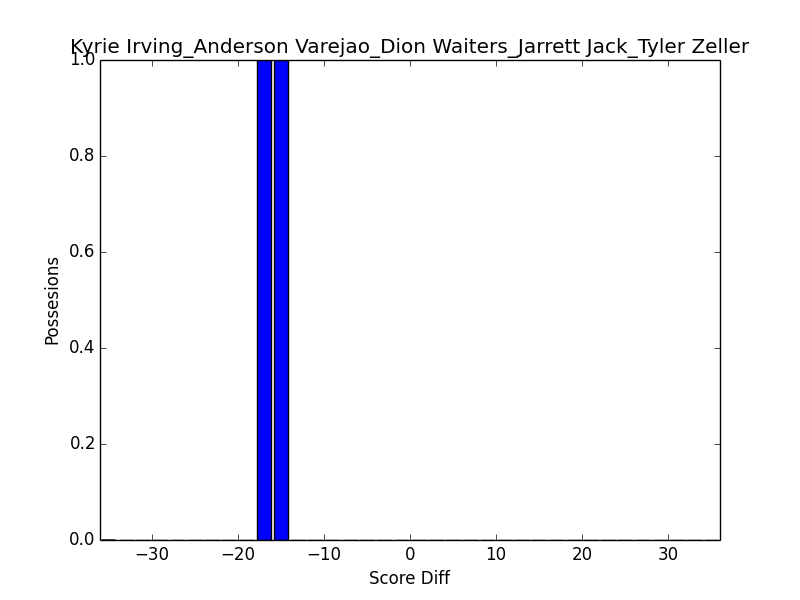 Kyrie Irving_Anderson Varejao_Dion Waiters_Jarrett Jack_Tyler Zeller
1.0
0.8
0.6
0.4
0.2
0.0
Possesions
−30 −20 −10 0 10 20 30
Score Diff